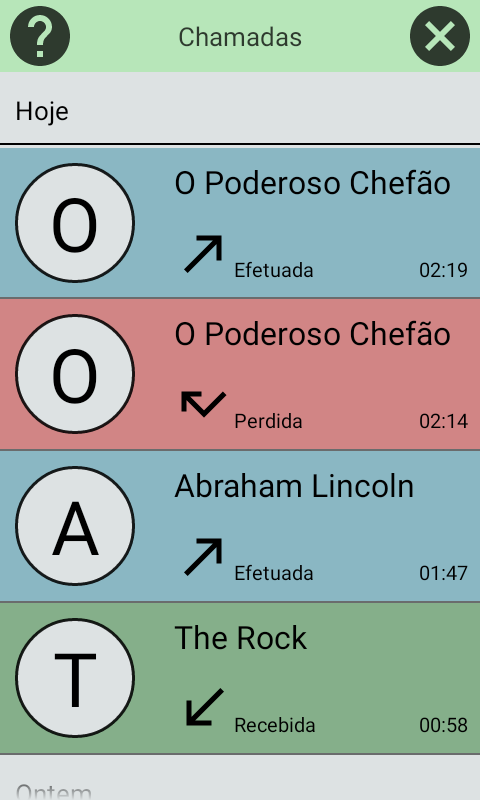 Chamadas
Hoje
O
O Poderoso Chefão
Efetuada 02:19
O
O Poderoso Chefão
Perdida 02:14
A
Abraham Lincoln
Efetuada 01:47
T
The Rock
Recebida 00:58
Ontem